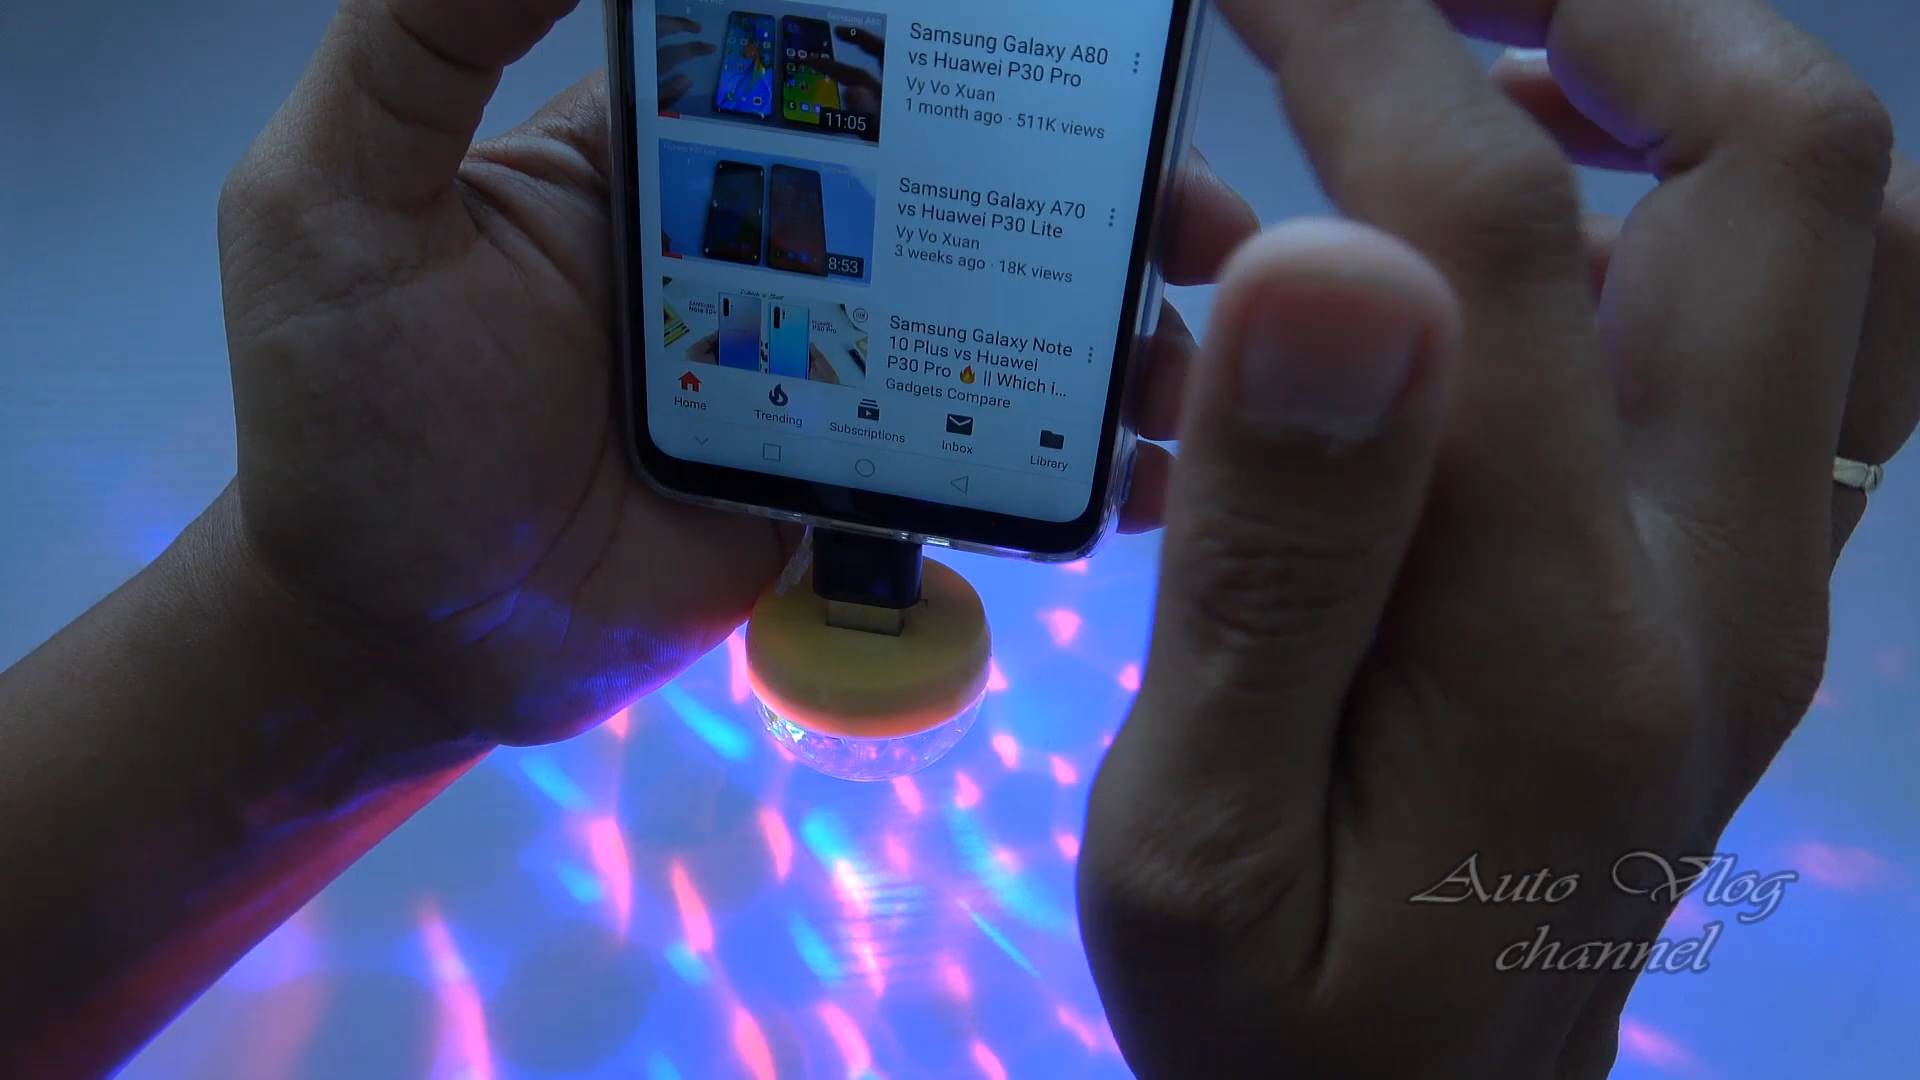 Samsung Galaxy A80
vs Huawei P30 Pro
Vy Vo Xuan
1 month ago · 511K views
11:05
Samsung Galaxy A70
vs Huawei P30 Lite
Vy Vo Xuan
3 weeks ago · 18K views
8:53
Samsung Galaxy Note
10 Plus vs Huawei
P30 Pro 🔥 || Which i...
Gadgets Compare
Home
Trending
Subscriptions
Inbox
Library
Auto Vlog
channel